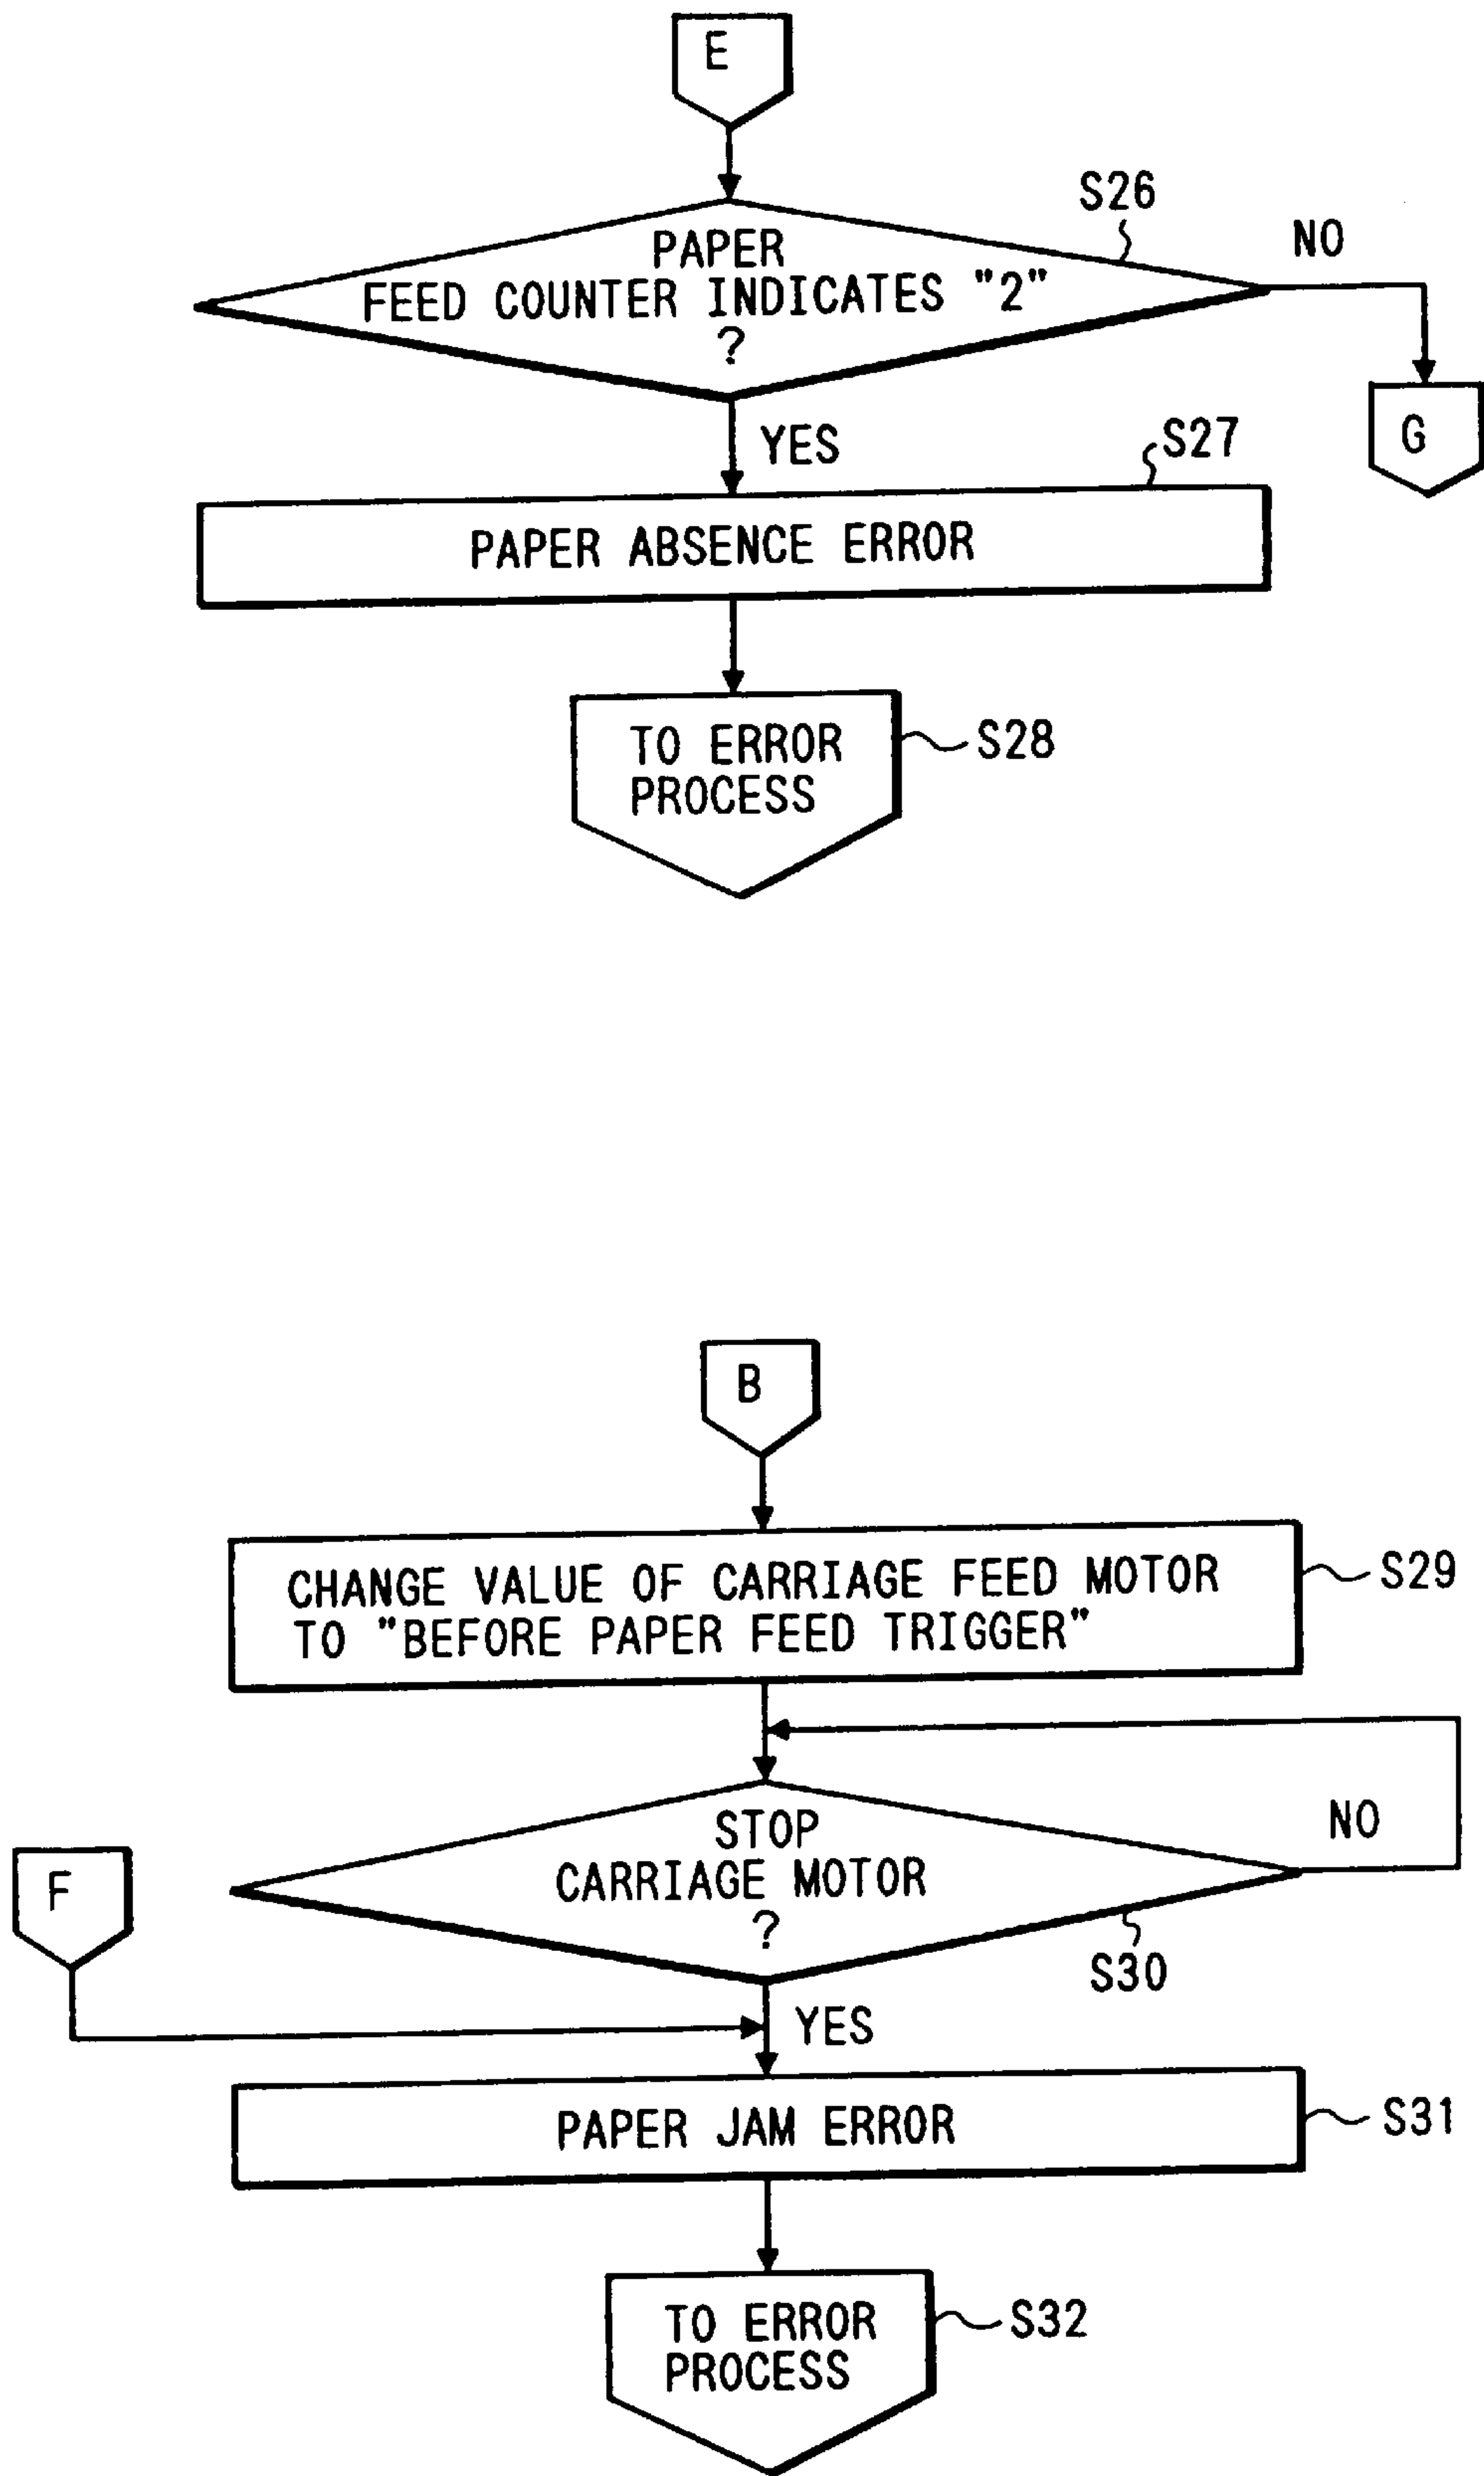 E
S26
NO
PAPER
FEED COUNTER INDICATES "2"
?
G
YES
S27
PAPER ABSENCE ERROR
TO ERROR
PROCESS
S28
B
CHANGE VALUE OF CARRIAGE FEED MOTOR
TO "BEFORE PAPER FEED TRIGGER"
S29
STOP
CARRIAGE MOTOR
?
NO
F
S30
YES
PAPER JAM ERROR
S31
TO ERROR
PROCESS
S32